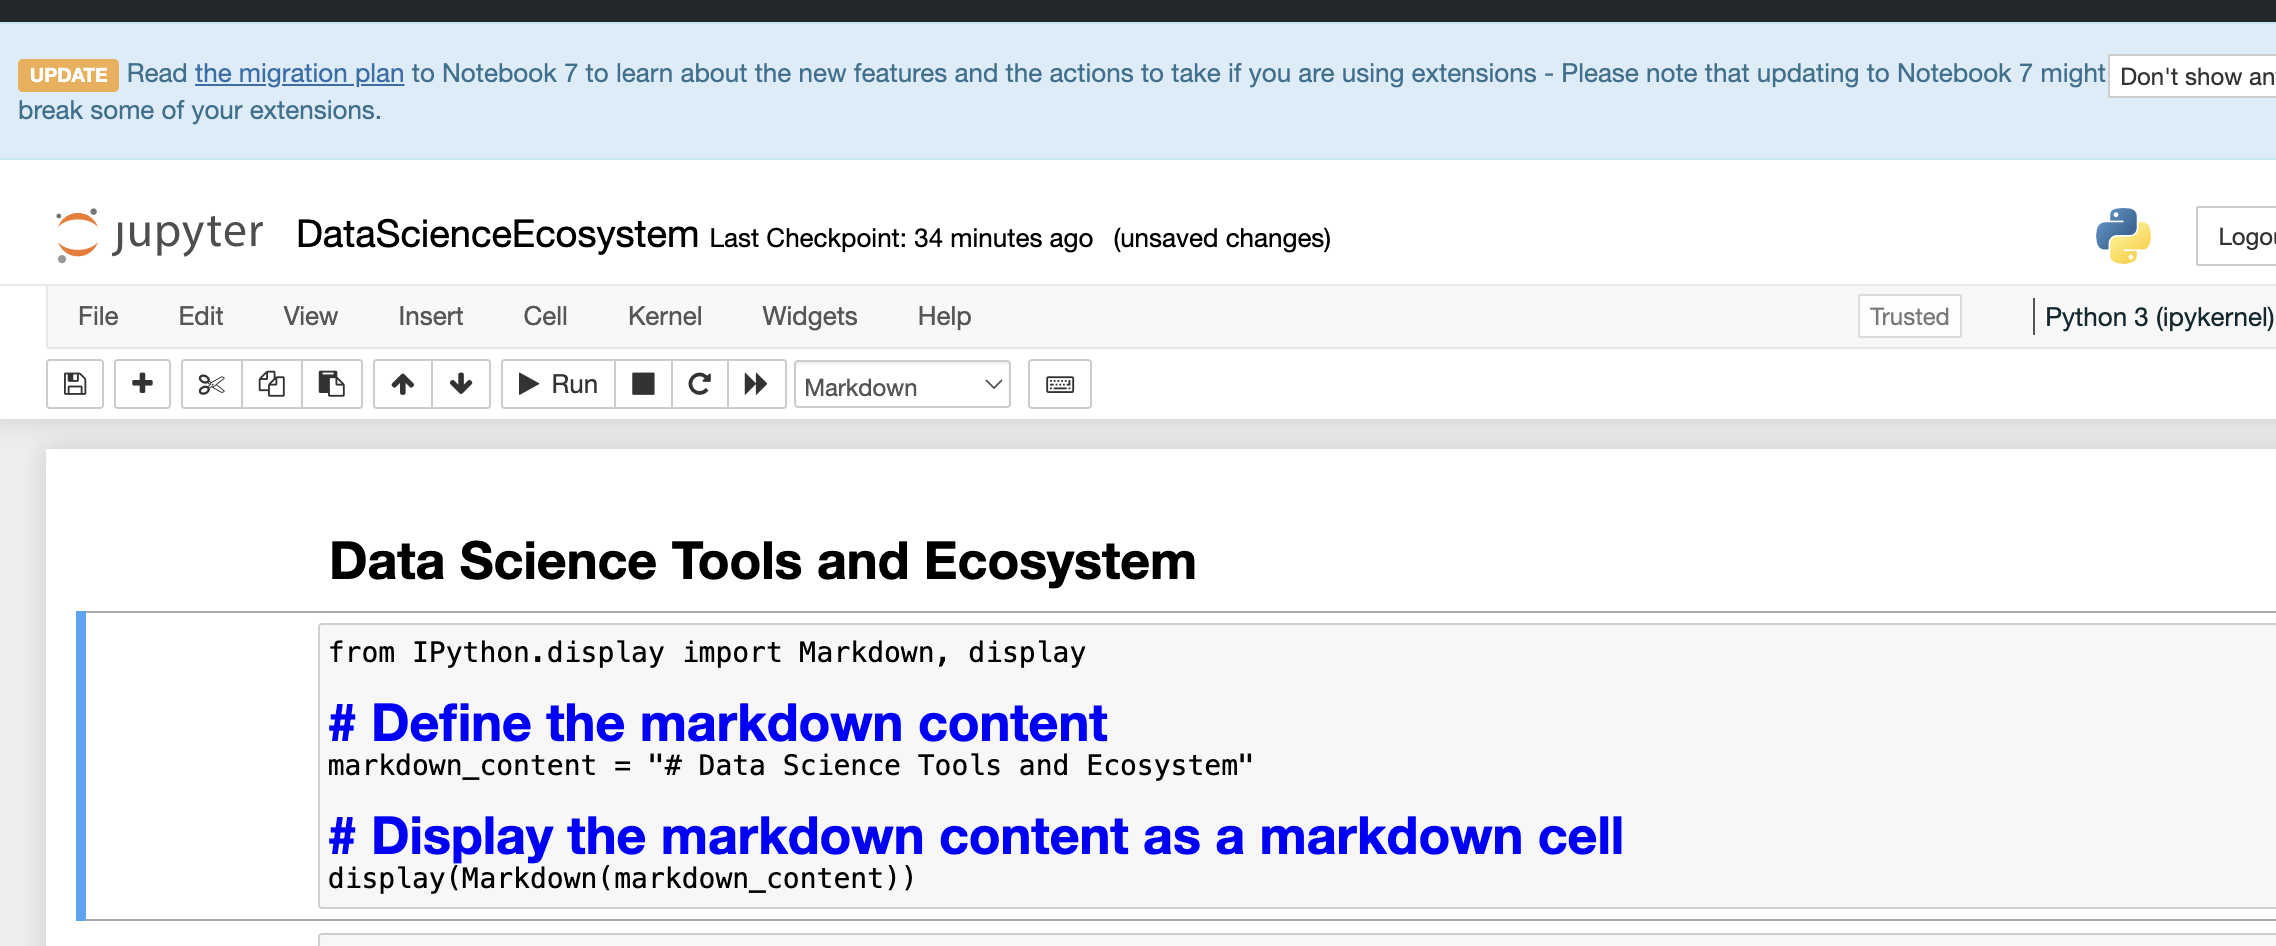 UPDATE Read the migration plan to Notebook 7 to learn about the new features and the actions to take if you are using extensions - Please note that updating to Notebook 7 might
break some of your extensions.
Don't show an
jupyter DataScienceEcosystem Last Checkpoint: 34 minutes ago (unsaved changes)
Logou
File Edit View Insert Cell Kernel Widgets Help Trusted Python 3 (ipykernel)
Run Markdown
Data Science Tools and Ecosystem
from IPython.display import Markdown, display
# Define the markdown content
markdown_content = "# Data Science Tools and Ecosystem"
# Display the markdown content as a markdown cell
display(Markdown(markdown_content))